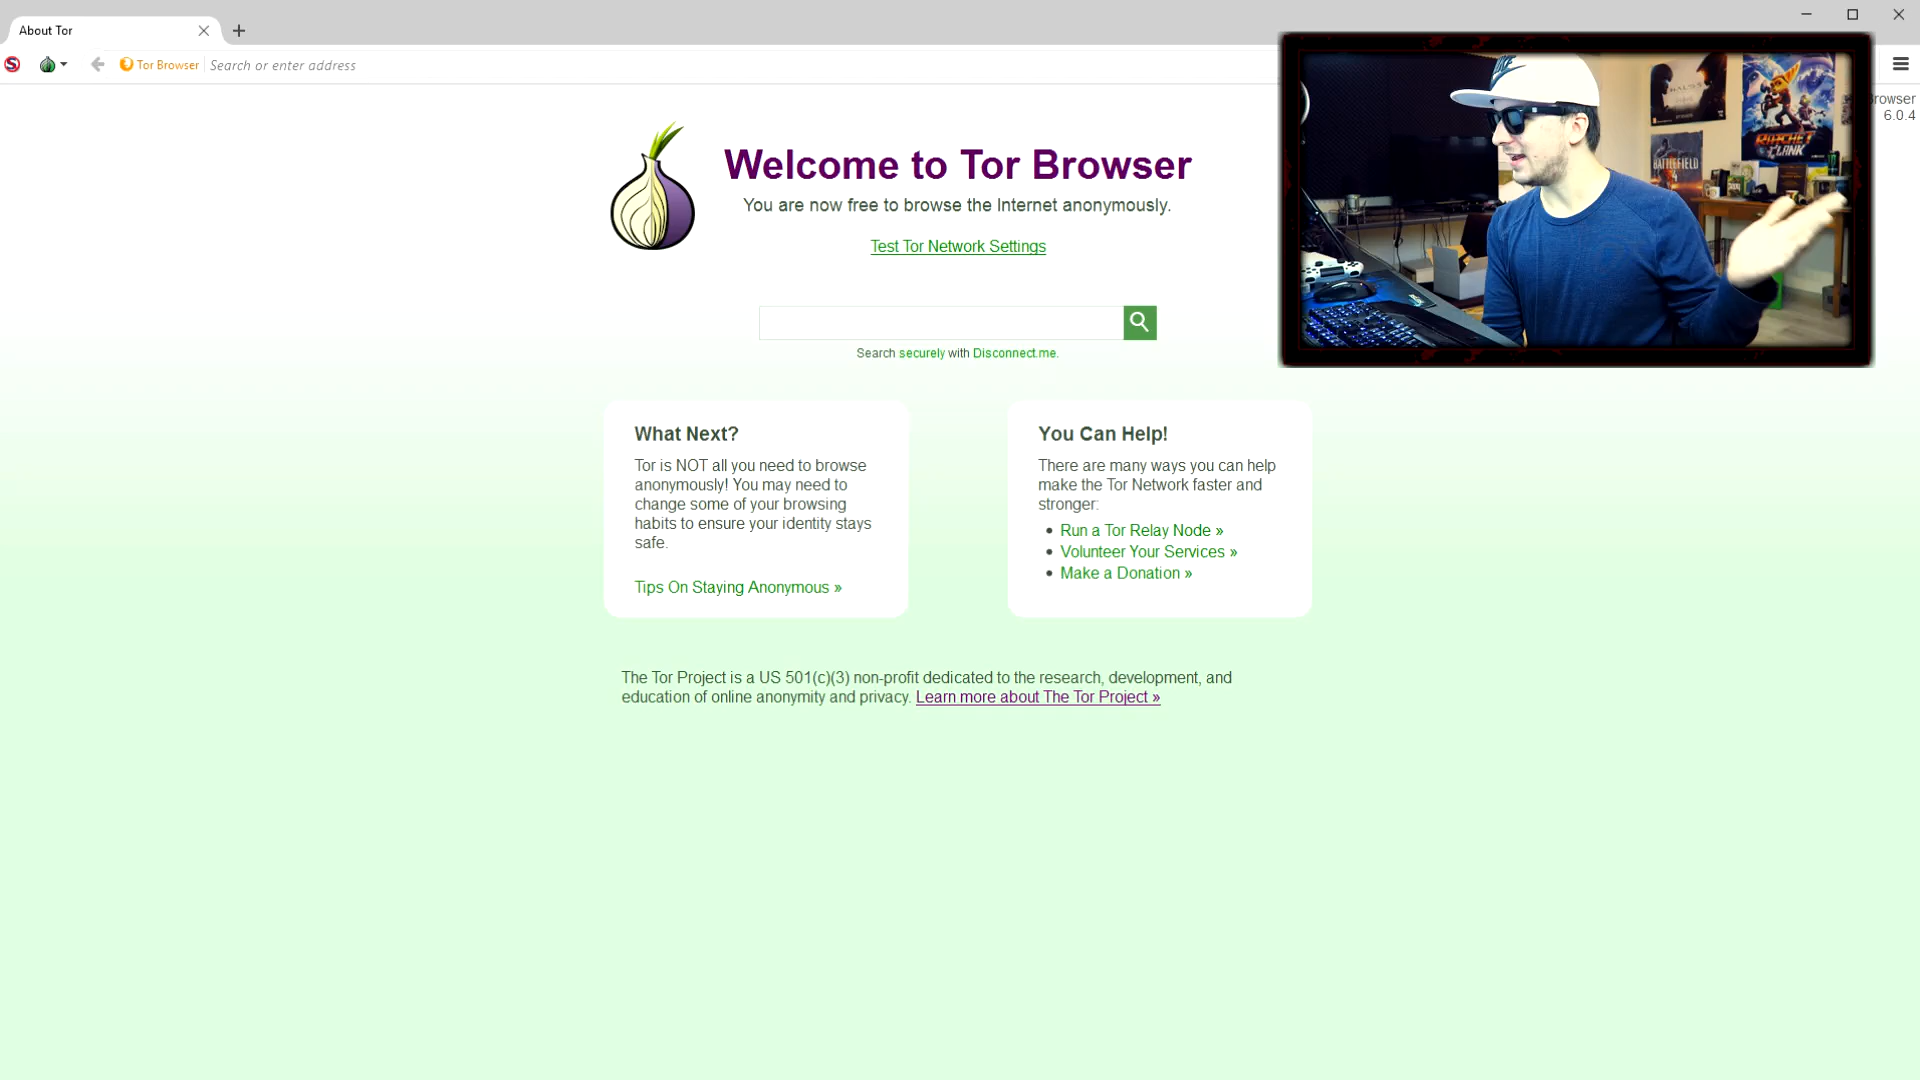 About Tor
Tor Browser
Search or enter address
Browser
6.0.4
Welcome to Tor Browser
You are now free to browse the Internet anonymously.
Test Tor Network Settings
Search securely with Disconnect.me.
What Next?
Tor is NOT all you need to browse
anonymously! You may need to
change some of your browsing
habits to ensure your identity stays
safe.
Tips On Staying Anonymous »
You Can Help!
There are many ways you can help
make the Tor Network faster and
stronger:
Run a Tor Relay Node »
Volunteer Your Services »
Make a Donation »
The Tor Project is a US 501(c)(3) non-profit dedicated to the research, development, and
education of online anonymity and privacy. Learn more about The Tor Project »
HALO 5
BATTLEFIELD
RATCHET
CLANK